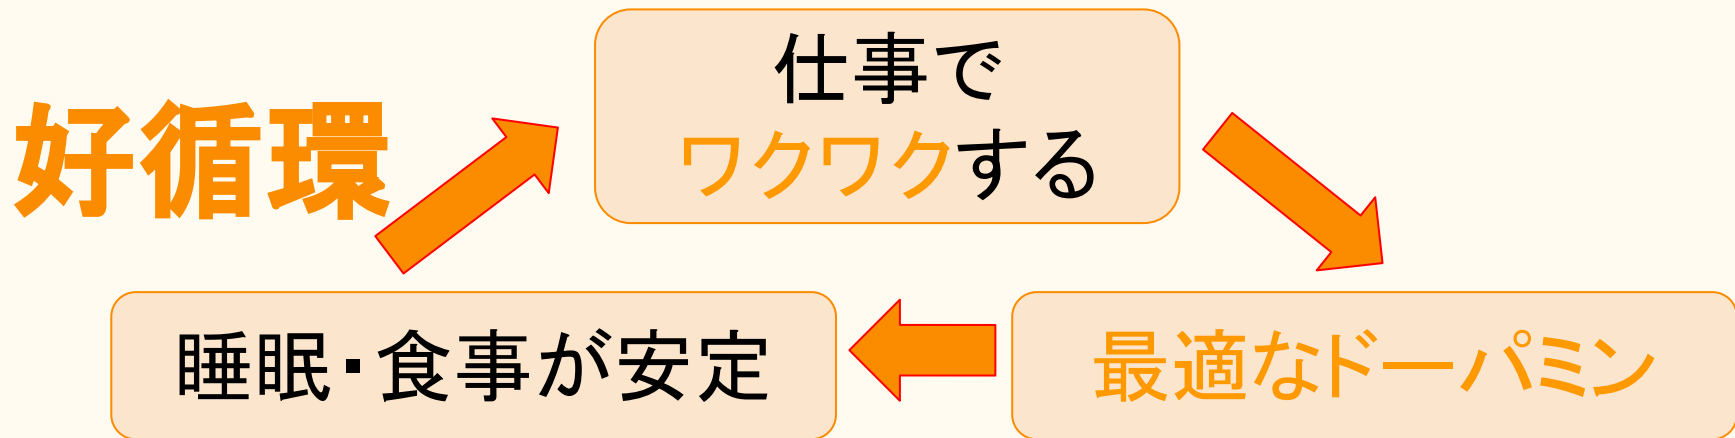 好循環
仕事で
ワクワクする
最適なドーパミン
睡眠・食事が安定